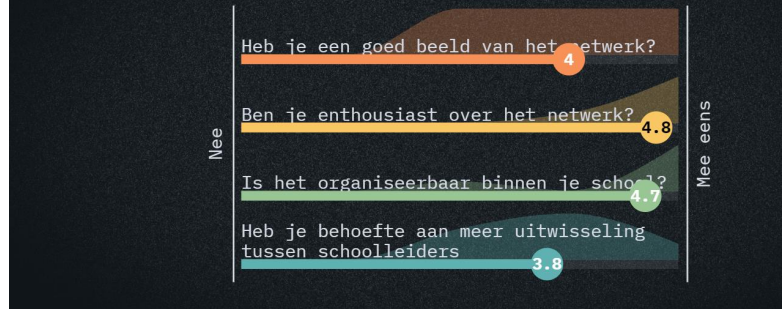 Heb je een goed beeld van het netwerk?
4
Ben je enthousiast over het netwerk?
4.8
Nee
Mee eens
Is het organiseerbaar binnen je school?
4.7
Heb je behoefte aan meer uitwisseling
tussen schoolleiders
3.8